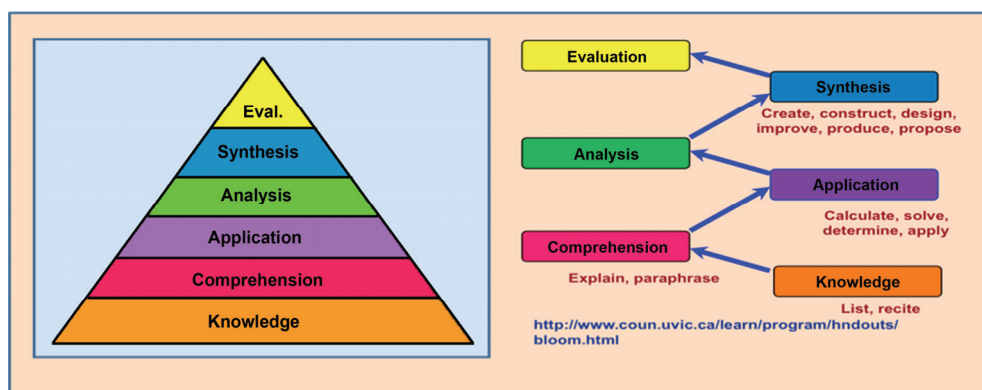 Eval.
Synthesis
Analysis
Application
Comprehension
Knowledge
Evaluation
Synthesis
Create, construct, design,
improve, produce, propose
Analysis
Application
Calculate, solve,
determine, apply
Comprehension
Explain, paraphrase
Knowledge
List, recite
http://www.coun.uvic.ca/learn/program/hndouts/
bloom.html